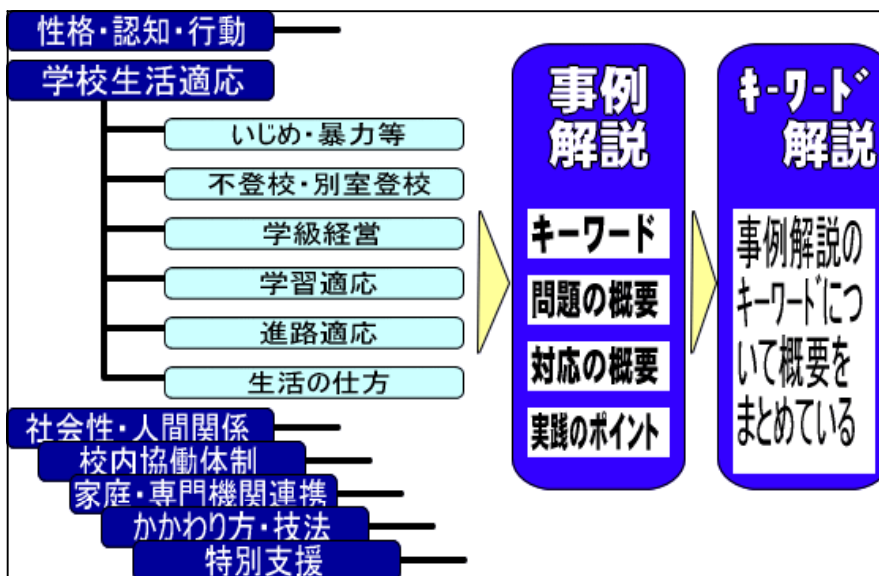 性格・認知・行動
学校生活適応
いじめ・暴力等
不登校・別室登校
学級経営
学習適応
進路適応
生活の仕方
社会性・人間関係
校内協働体制
家庭・専門機関連携
かかわり方・技法
特別支援
事例
解説
キーワード
問題の概要
対応の概要
実践のポイント
ｷｰﾜｰﾄﾞ
解説
事例解説の
ｷｰﾜｰﾄﾞにつ
いて概要を
まとめている